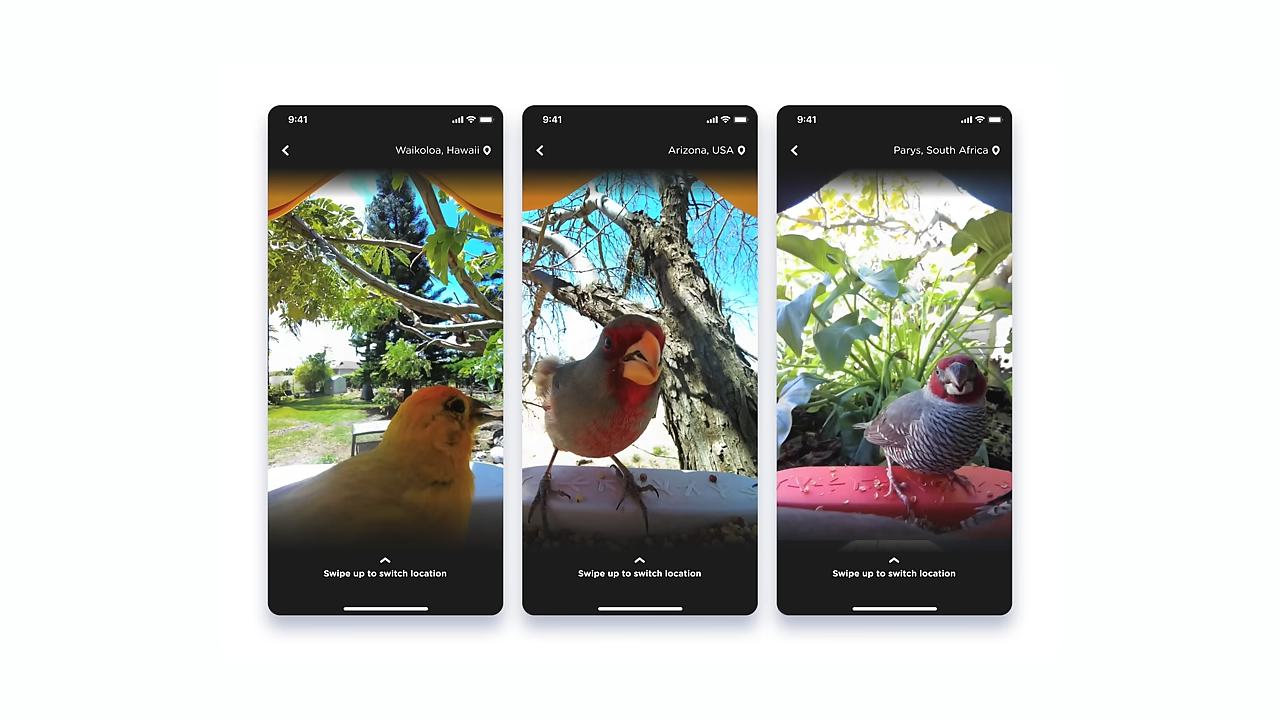 9:41
Waikoloa, Hawaii
Swipe up to switch location
9:41
Arizona, USA
Swipe up to switch location
9:41
Parys, South Africa
Swipe up to switch location